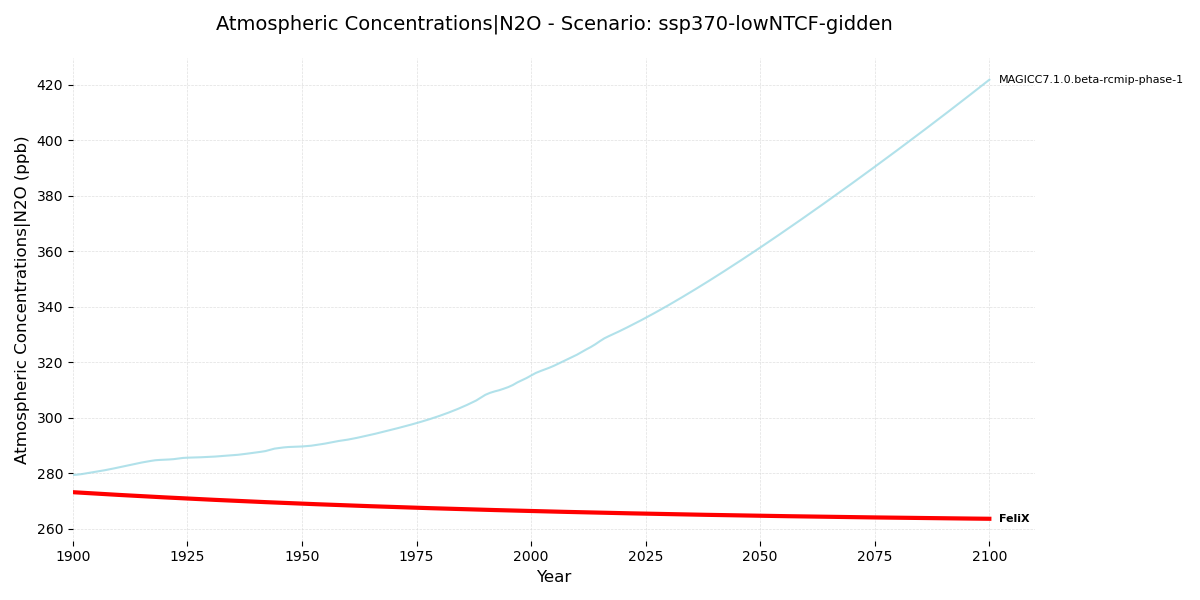 Atmospheric Concentrations|N2O - Scenario: ssp370-lowNTCF-gidden
Atmospheric Concentrations|N2O (ppb)
420
400
380
360
340
320
300
280
260
MAGICC7.1.0.beta-rcmip-phase-1
FeliX
1900 1925 1950 1975 2000 2025 2050 2075 2100
Year